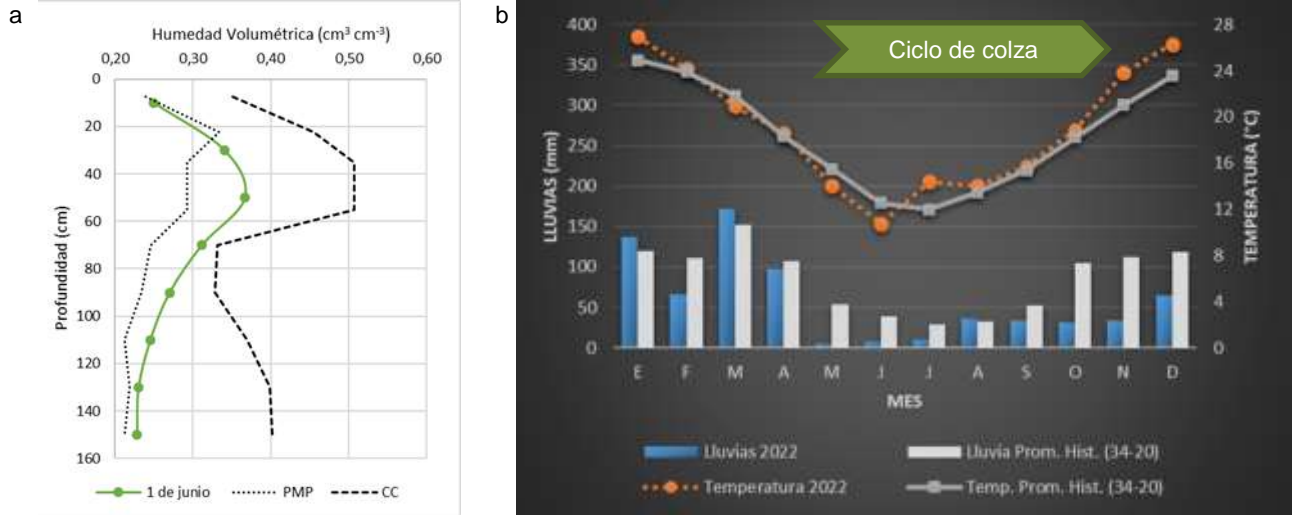 a
Humedad Volumétrica (cm³ cm⁻³)
0,20 0,30 0,40 0,50 0,60
0
20
40
60
80
100
120
140
160
Profundidad (cm)
1 de junio PMP CC
b
Ciclo de colza
400
350
300
250
200
150
100
50
0
LLUVIAS (mm)
28
24
20
16
12
8
4
0
TEMPERATURA (°C)
E F M A M J J A S O N D
MES
Lluvias 2022 Lluvia Prom. Hist. (34-20)
Temperatura 2022 Temp. Prom. Hist. (34-20)